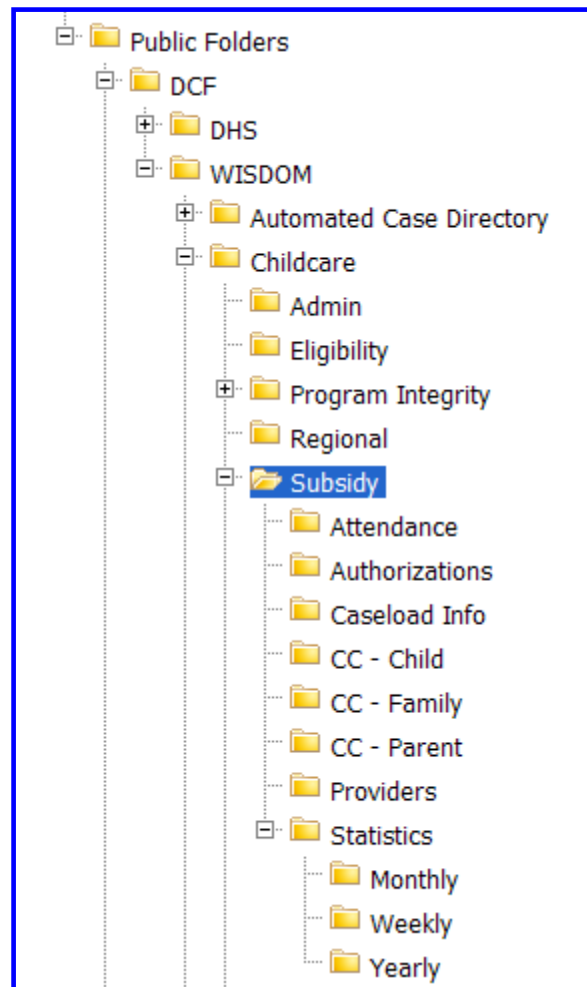 Public Folders
DCF
DHS
WISDOM
Automated Case Directory
Childcare
Admin
Eligibility
Program Integrity
Regional
Subsidy
Attendance
Authorizations
Caseload Info
CC - Child
CC - Family
CC - Parent
Providers
Statistics
Monthly
Weekly
Yearly